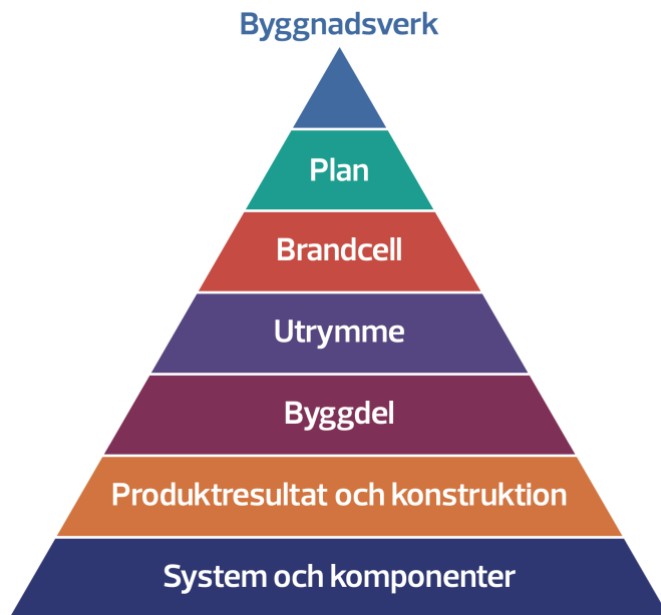 Byggnadsverk
Plan
Brandcell
Utrymme
Byggdel
Produktresultat och konstruktion
System och komponenter